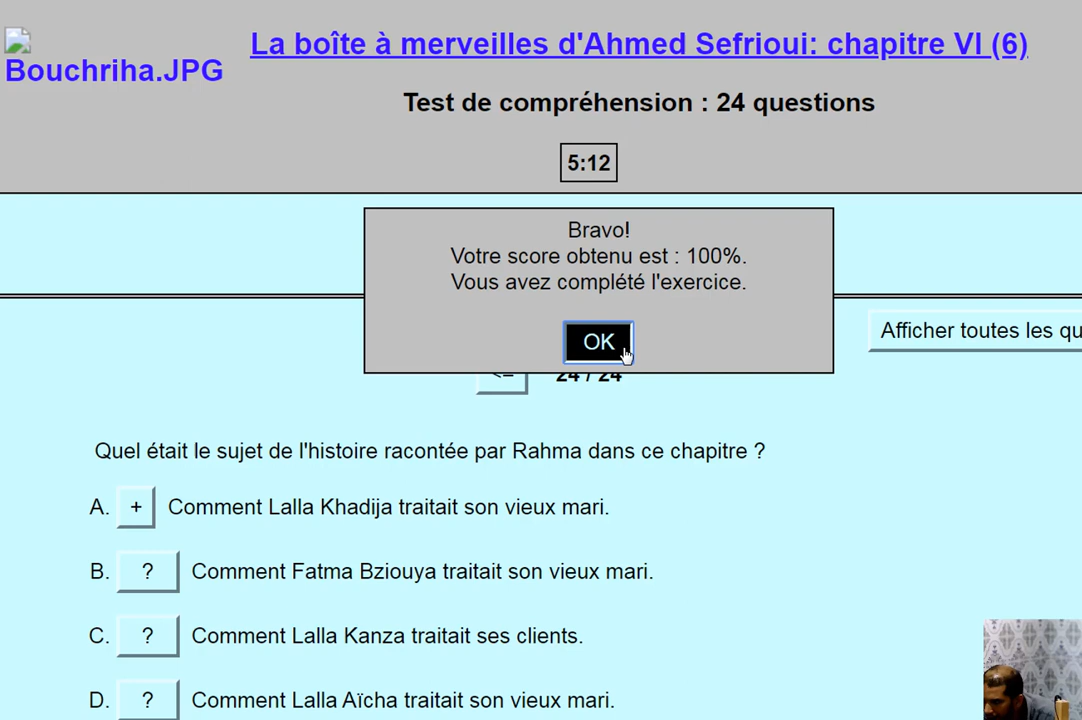 Bouchriha.JPG
La boîte à merveilles d'Ahmed Sefrioui: chapitre VI (6)
Test de compréhension : 24 questions
5:12
Bravo!
Votre score obtenu est : 100%.
Vous avez complété l'exercice.
OK
Afficher toutes les qu
<= 24 / 24
Quel était le sujet de l'histoire racontée par Rahma dans ce chapitre ?
A. + Comment Lalla Khadija traitait son vieux mari.
B. ? Comment Fatma Bziouya traitait son vieux mari.
C. ? Comment Lalla Kanza traitait ses clients.
D. ? Comment Lalla Aïcha traitait son vieux mari.